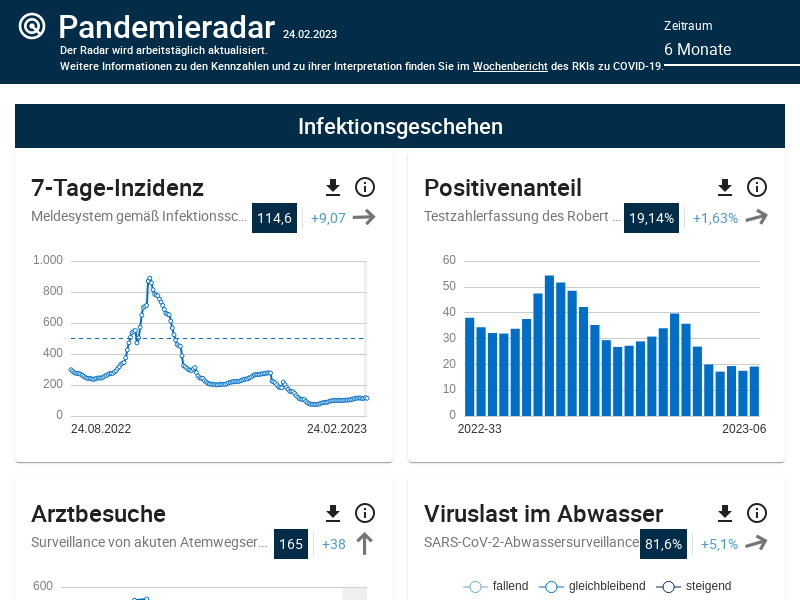 Pandemieradar 24.02.2023
Der Radar wird arbeitstäglich aktualisiert.
Weitere Informationen zu den Kennzahlen und zu ihrer Interpretation finden Sie im Wochenbericht des RKIs zu COVID-19.
Zeitraum
6 Monate
Infektionsgeschehen
7-Tage-Inzidenz
Meldesystem gemäß Infektionssc... 114,6 +9,07
1.000
800
600
400
200
0
24.08.2022 24.02.2023
Positivenanteil
Testzahlerfassung des Robert ... 19,14% +1,63%
60
50
40
30
20
10
0
2022-33 2023-06
Arztbesuche
Surveillance von akuten Atemwegser... 165 +38
600
Viruslast im Abwasser
SARS-CoV-2-Abwassersurveillance 81,6% +5,1%
fallend gleichbleibend steigend